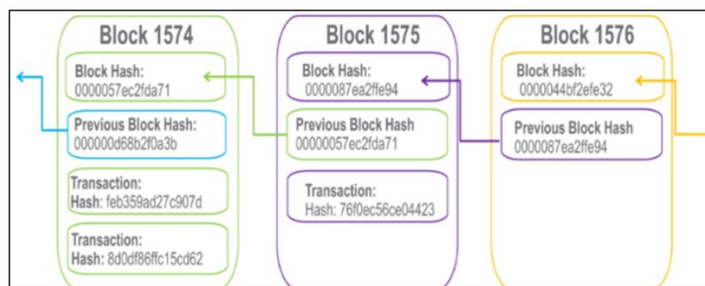 Block 1574
Block Hash:
0000057ec2fda71
Previous Block Hash:
000000d68b2f0a3b
Transaction:
Hash: feb359ad27c907d
Transaction:
Hash: 8d0df86ffc15cd62
Block 1575
Block Hash:
0000087ea2ffe94
Previous Block Hash
00000057ec2fda71
Transaction:
Hash: 76f0ec56ce04423
Block 1576
Block Hash:
0000044bf2efe32
Previous Block Hash
0000087ea2ffe94